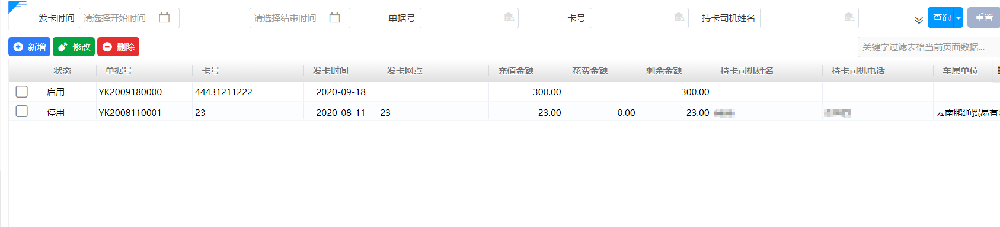 发卡时间 请选择开始时间 - 请选择结束时间 单据号 卡号 持卡司机姓名 查询 重置
新增 修改 删除 关键字过滤表格当前页面数据...
状态 单据号 卡号 发卡时间 发卡网点 充值金额 花费金额 剩余金额 持卡司机姓名 持卡司机电话 车属单位
启用 YK2009180000 44431211222 2020-09-18 300.00 300.00
停用 YK2008110001 23 2020-08-11 23 23.00 0.00 23.00 云南鹏通贸易有